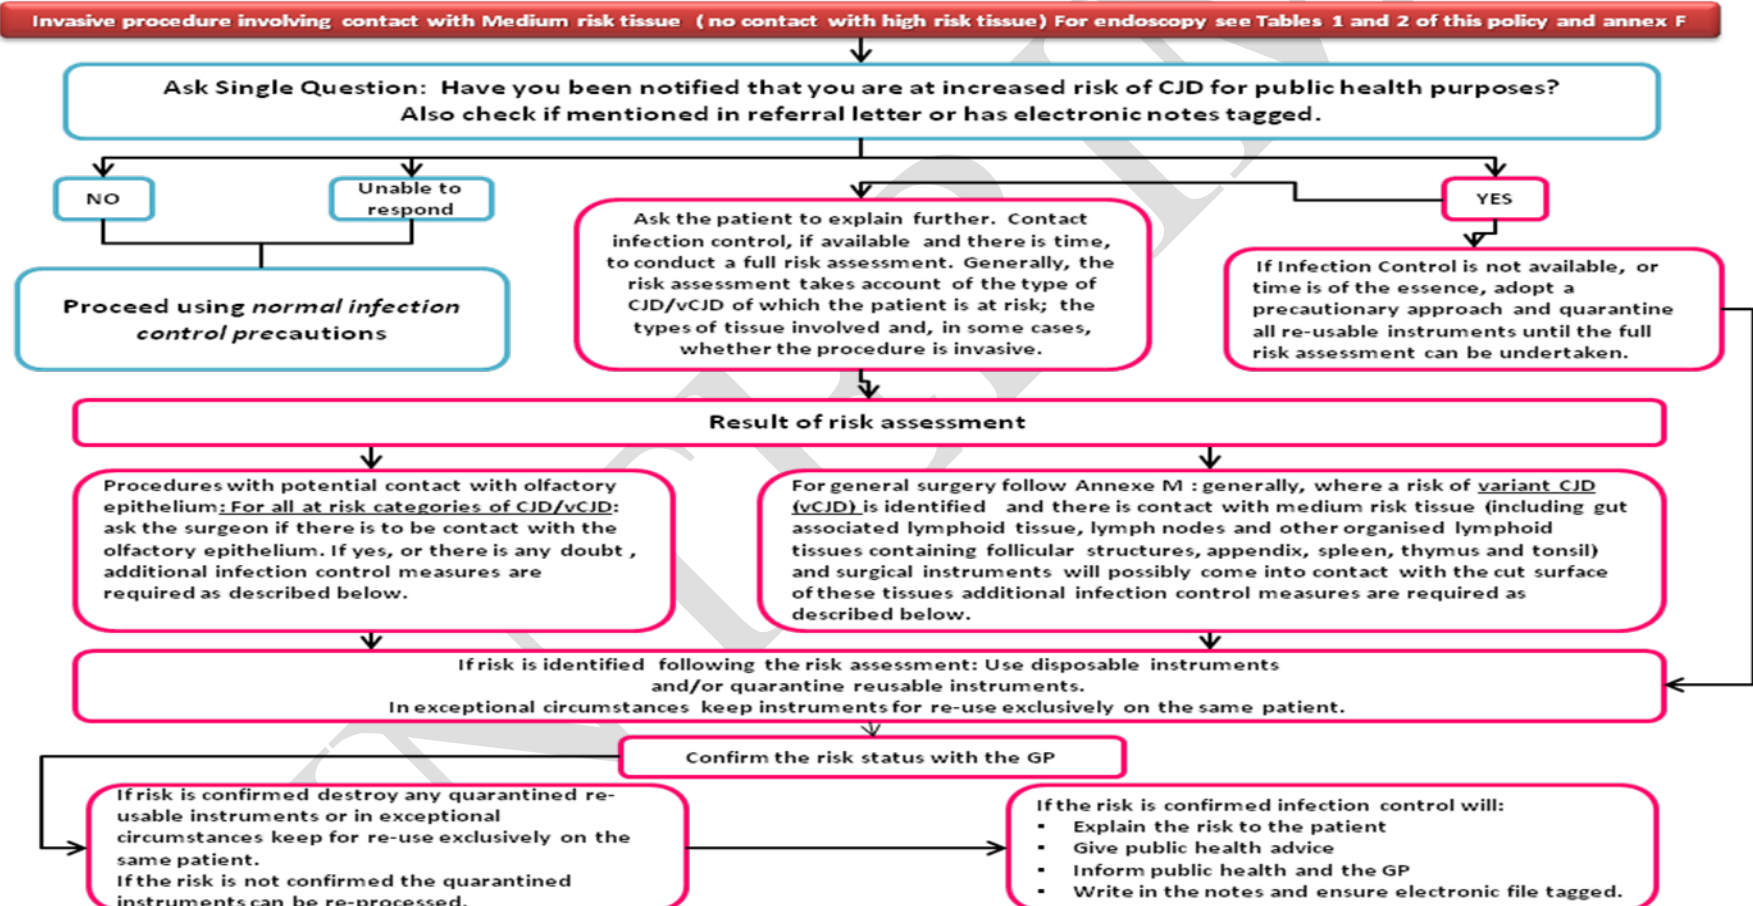 Invasive procedure involving contact with Medium risk tissue ( no contact with high risk tissue) For endoscopy see Tables 1 and 2 of this policy and annex F
Ask Single Question: Have you been notified that you are at increased risk of CJD for public health purposes?
Also check if mentioned in referral letter or has electronic notes tagged.
NO
Unable to
respond
YES
Proceed using normal infection
control precautions
Ask the patient to explain further. Contact
infection control, if available and there is time,
to conduct a full risk assessment. Generally, the
risk assessment takes account of the type of
CJD/vCJD of which the patient is at risk; the
types of tissue involved and, in some cases,
whether the procedure is invasive.
If Infection Control is not available, or
time is of the essence, adopt a
precautionary approach and quarantine
all re-usable instruments until the full
risk assessment can be undertaken.
Result of risk assessment
Procedures with potential contact with olfactory
epithelium: For all at risk categories of CJD/vCJD:
ask the surgeon if there is to be contact with the
olfactory epithelium. If yes, or there is any doubt ,
additional infection control measures are
required as described below.
For general surgery follow Annexe M : generally, where a risk of variant CJD
(vCJD) is identified and there is contact with medium risk tissue (including gut
associated lymphoid tissue, lymph nodes and other organised lymphoid
tissues containing follicular structures, appendix, spleen, thymus and tonsil)
and surgical instruments will possibly come into contact with the cut surface
of these tissues additional infection control measures are required as
described below.
If risk is identified following the risk assessment: Use disposable instruments
and/or quarantine reusable instruments.
In exceptional circumstances keep instruments for re-use exclusively on the same patient.
Confirm the risk status with the GP
If risk is confirmed destroy any quarantined re-
usable instruments or in exceptional
circumstances keep for re-use exclusively on the
same patient.
If the risk is not confirmed the quarantined
instruments can be re-processed.
If the risk is confirmed infection control will:
▪ Explain the risk to the patient
▪ Give public health advice
▪ Inform public health and the GP
▪ Write in the notes and ensure electronic file tagged.